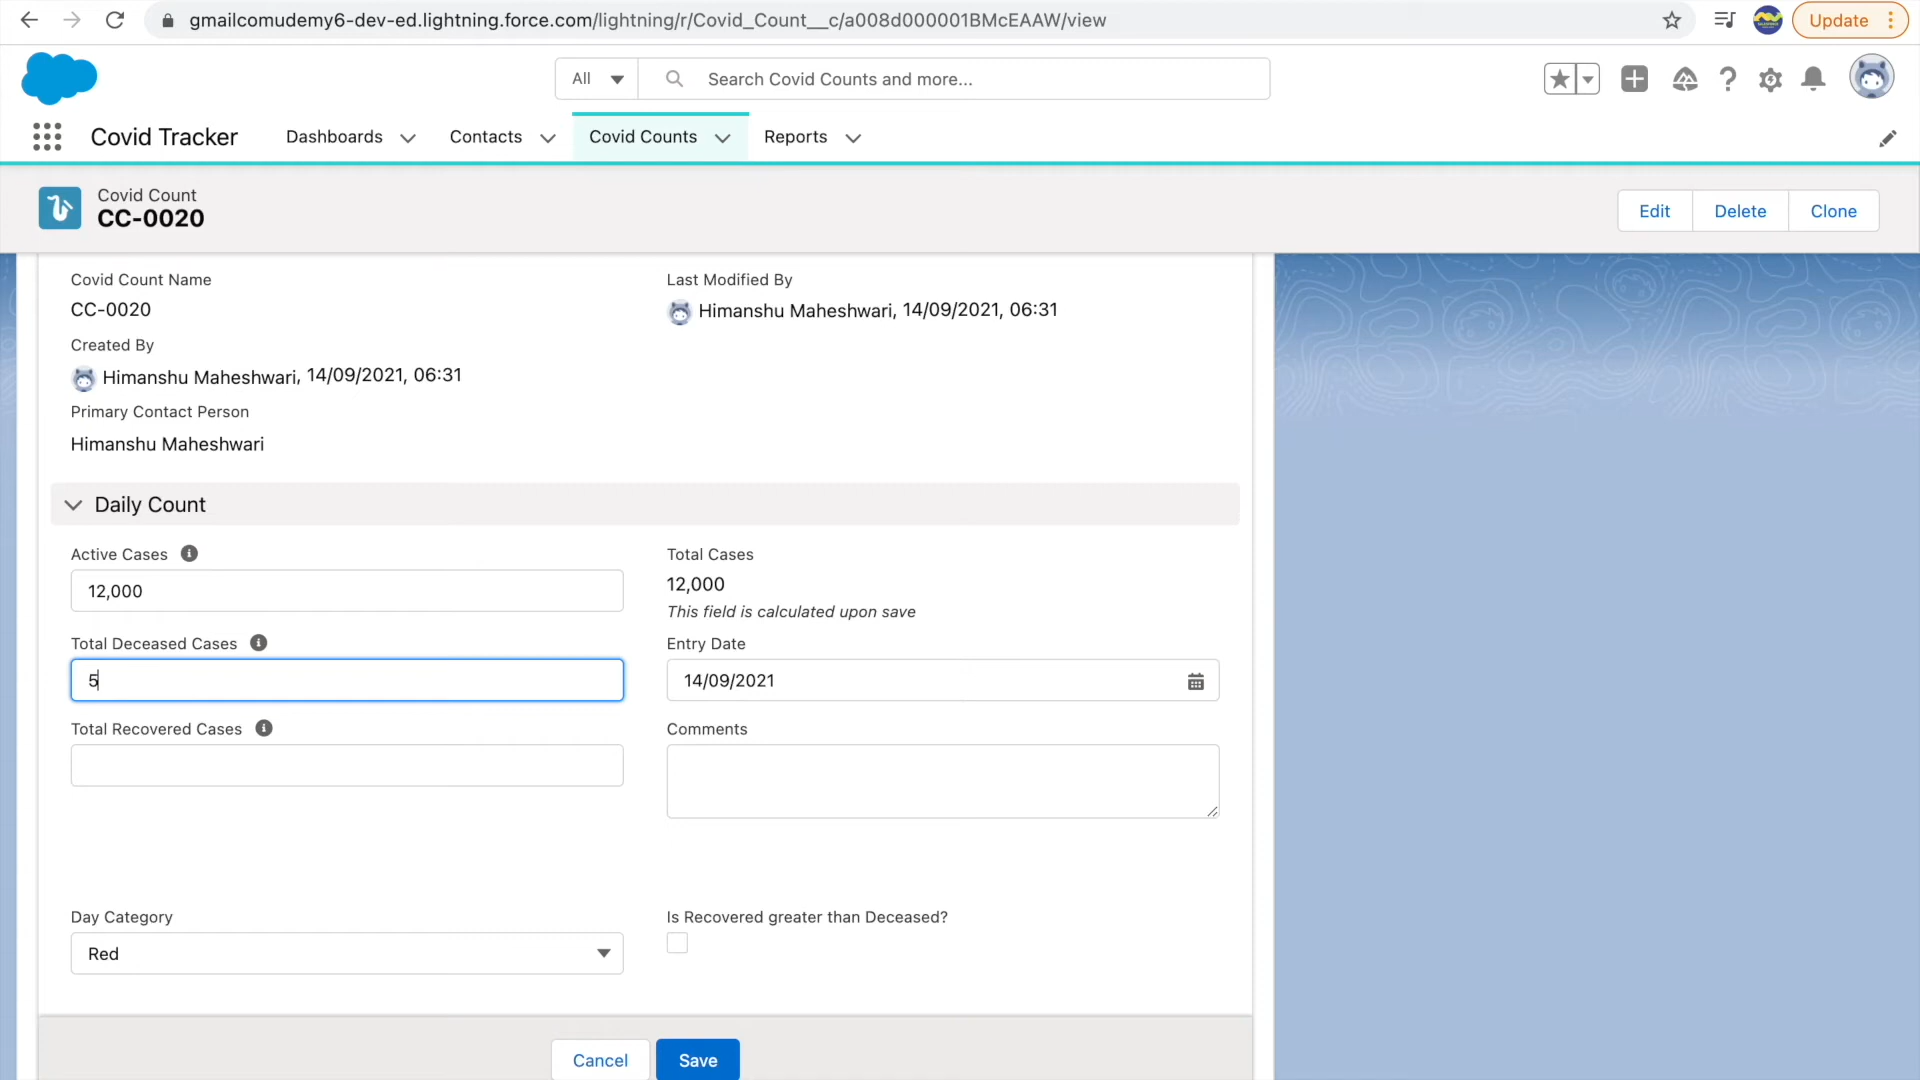 gmailcomudemy6-dev-ed.lightning.force.com/lightning/r/Covid_Count__c/a008d000001BMcEAAW/view
Update
All
Search Covid Counts and more...
Covid Tracker
Dashboards
Contacts
Covid Counts
Reports
Covid Count
CC-0020
Edit
Delete
Clone
Covid Count Name
CC-0020
Last Modified By
Himanshu Maheshwari, 14/09/2021, 06:31
Created By
Himanshu Maheshwari, 14/09/2021, 06:31
Primary Contact Person
Himanshu Maheshwari
Daily Count
Active Cases
12,000
Total Cases
12,000
This field is calculated upon save
Total Deceased Cases
5
Entry Date
14/09/2021
Total Recovered Cases
Comments
Day Category
Red
Is Recovered greater than Deceased?
Cancel
Save